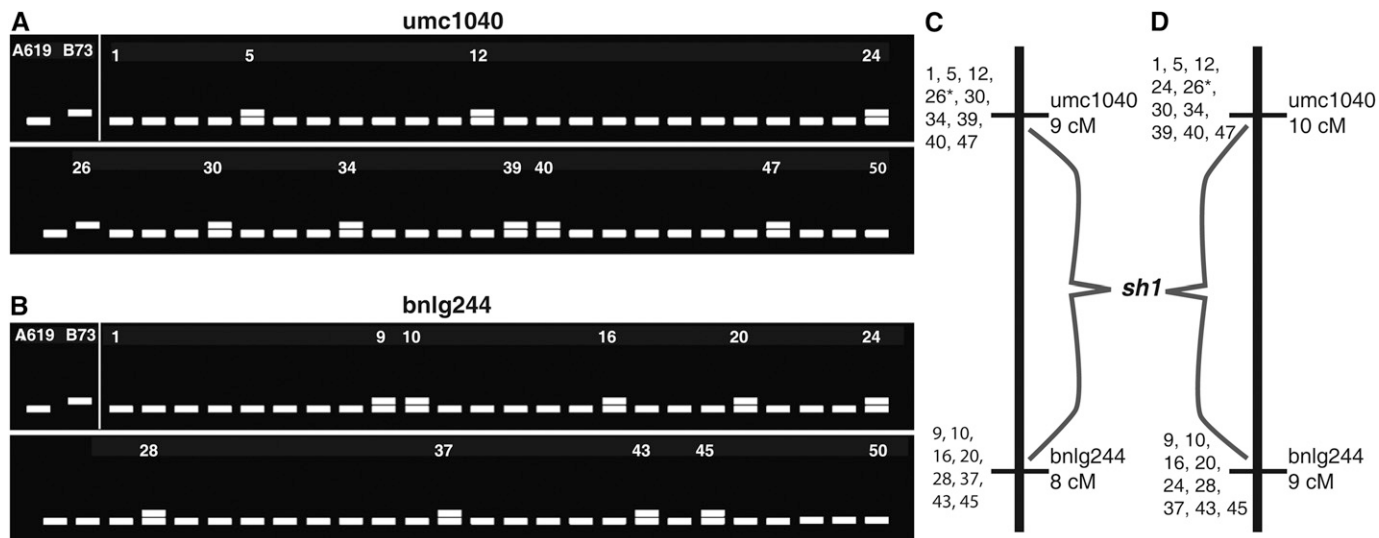 A
umc1040
A619 B73 1 5 12 24
26 30 34 39 40 47 50
B
bnlg244
A619 B73 1 9 10 16 20 24
28 37 43 45 50
C
1, 5, 12,
26*, 30,
34, 39,
40, 47
umc1040
9 cM
9, 10,
16, 20,
28, 37,
43, 45
bnlg244
8 cM
sh1
D
1, 5, 12,
24, 26*,
30, 34,
39, 40, 47
umc1040
10 cM
9, 10,
16, 20,
24, 28,
37, 43, 45
bnlg244
9 cM